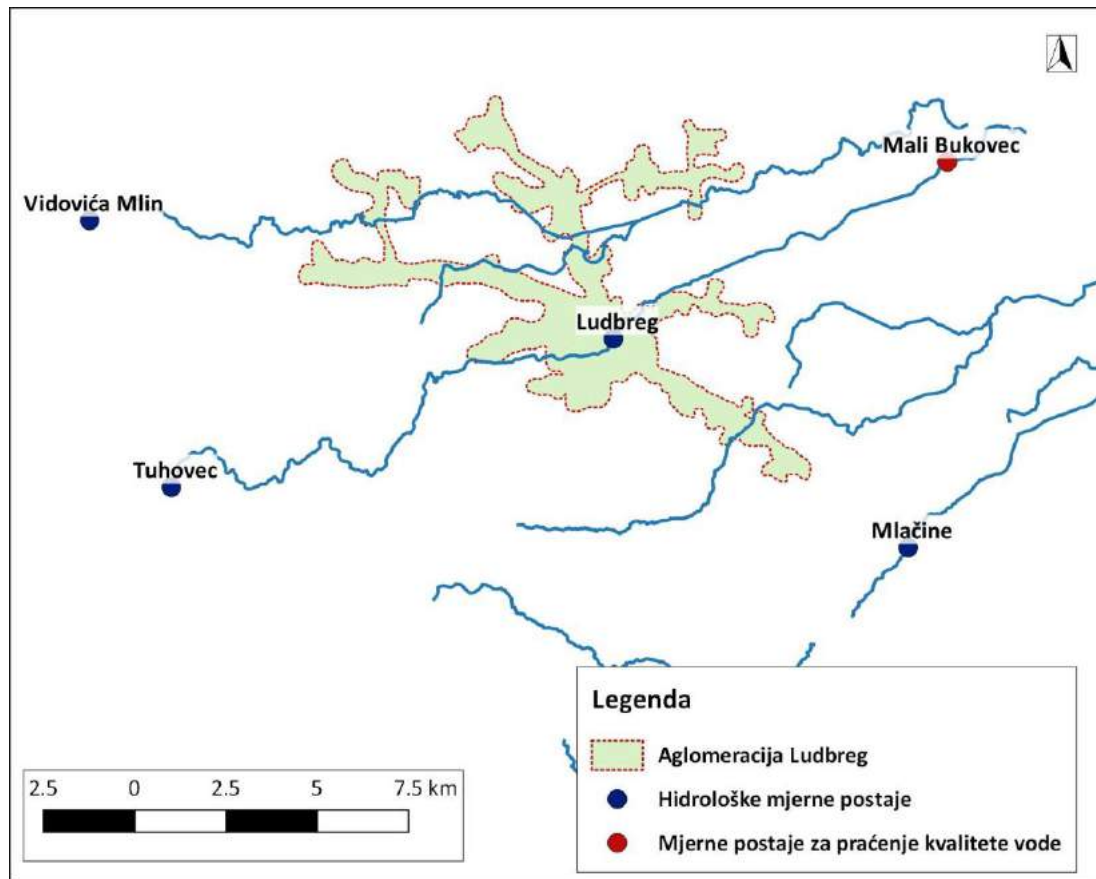 Mali Bukovec
Vidovića Mlin
Ludbreg
Tuhovec
Mlačine
Legenda
Aglomeracija Ludbreg
Hidrološke mjerne postaje
Mjerne postaje za praćenje kvalitete vode
2.5 0 2.5 5 7.5 km